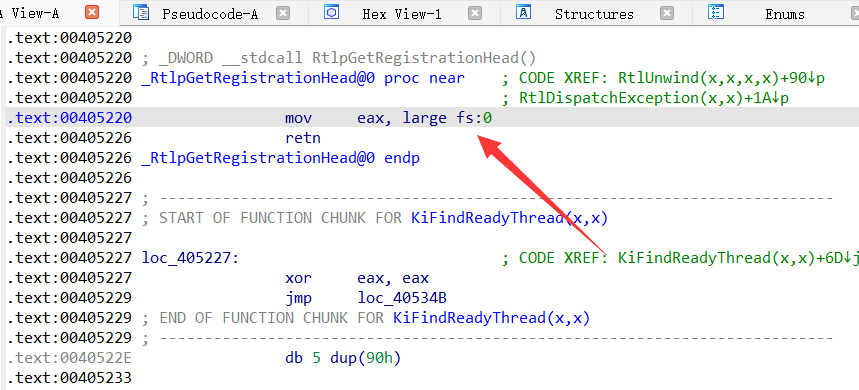 A View-A Pseudocode-A Hex View-1 Structures Enums
.text:00405220
.text:00405220 ; _DWORD __stdcall RtlpGetRegistrationHead()
.text:00405220 _RtlpGetRegistrationHead@0 proc near ; CODE XREF: RtlUnwind(x,x,x,x)+90↓p
.text:00405220 ; RtlDispatchException(x,x)+1A↓p
.text:00405220 mov eax, large fs:0
.text:00405226 retn
.text:00405226 _RtlpGetRegistrationHead@0 endp
.text:00405226
.text:00405227 ; ---------------------------------------------------------------------------
.text:00405227 ; START OF FUNCTION CHUNK FOR KiFindReadyThread(x,x)
.text:00405227
.text:00405227 loc_405227: ; CODE XREF: KiFindReadyThread(x,x)+6D↓j
.text:00405227 xor eax, eax
.text:00405229 jmp loc_40534B
.text:00405229 ; END OF FUNCTION CHUNK FOR KiFindReadyThread(x,x)
.text:00405229 ; ---------------------------------------------------------------------------
.text:0040522E db 5 dup(90h)
.text:00405233